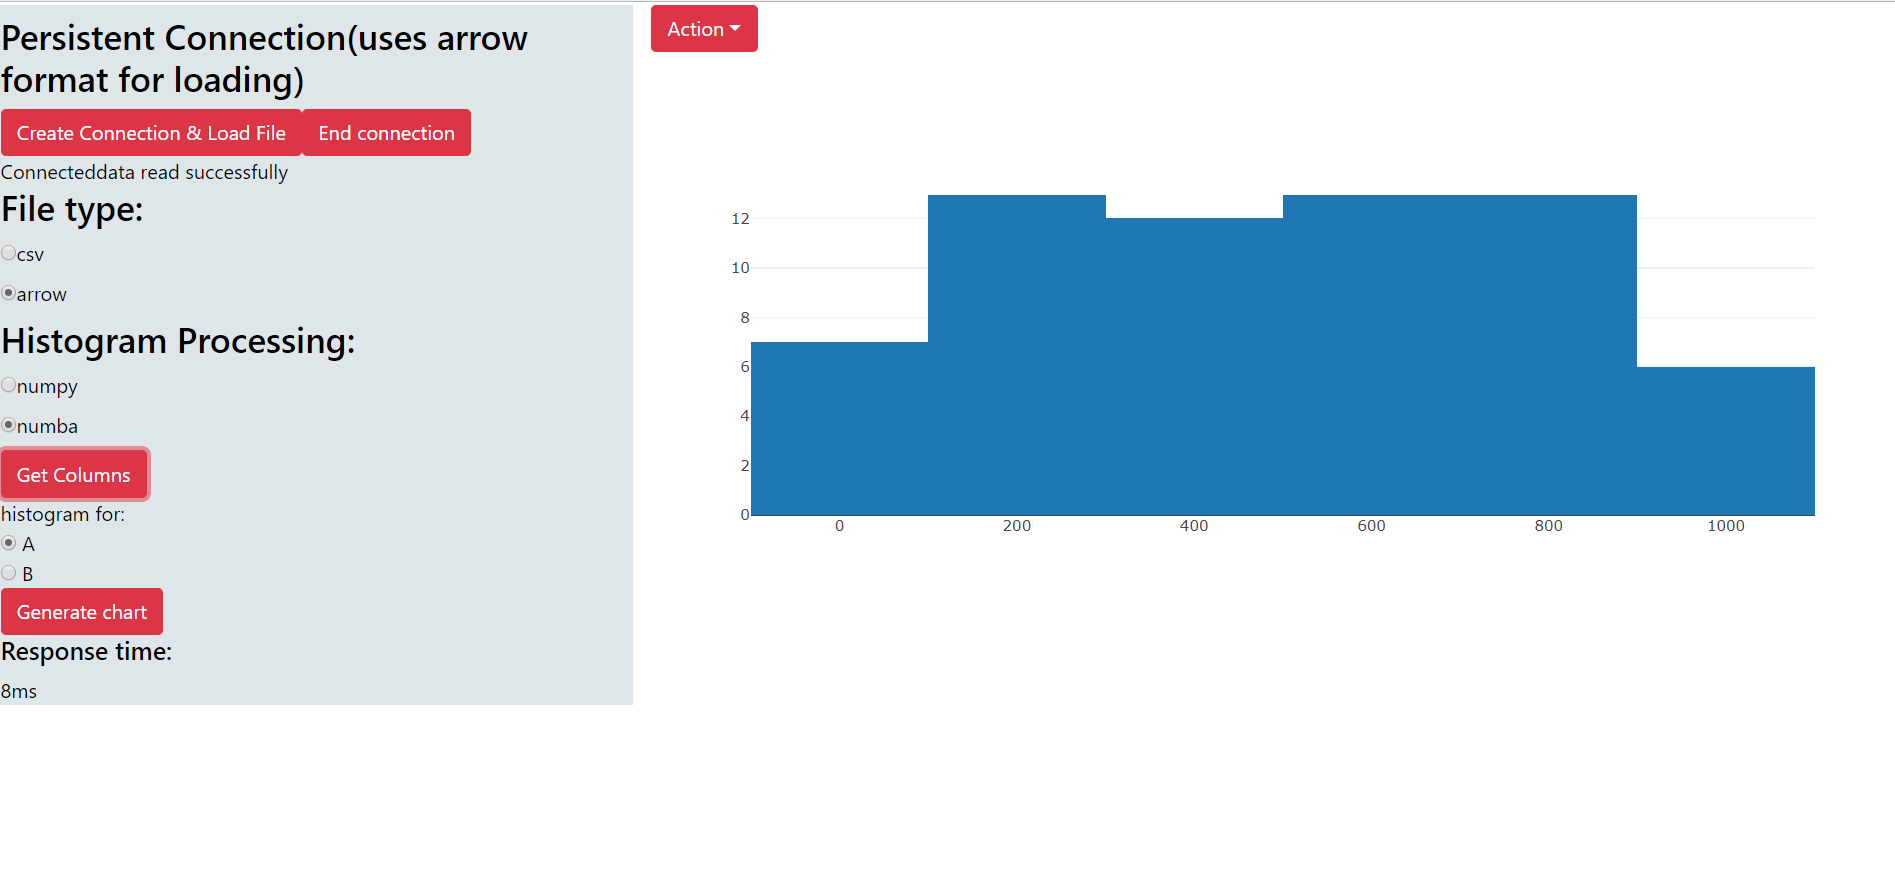 Persistent Connection(uses arrow
format for loading)
Create Connection & Load File
End connection
Connecteddata read successfully
File type:
csv
arrow
Histogram Processing:
numpy
numba
Get Columns
histogram for:
A
B
Generate chart
Response time:
8ms
Action
12
10
8
6
4
2
0
0 200 400 600 800 1000